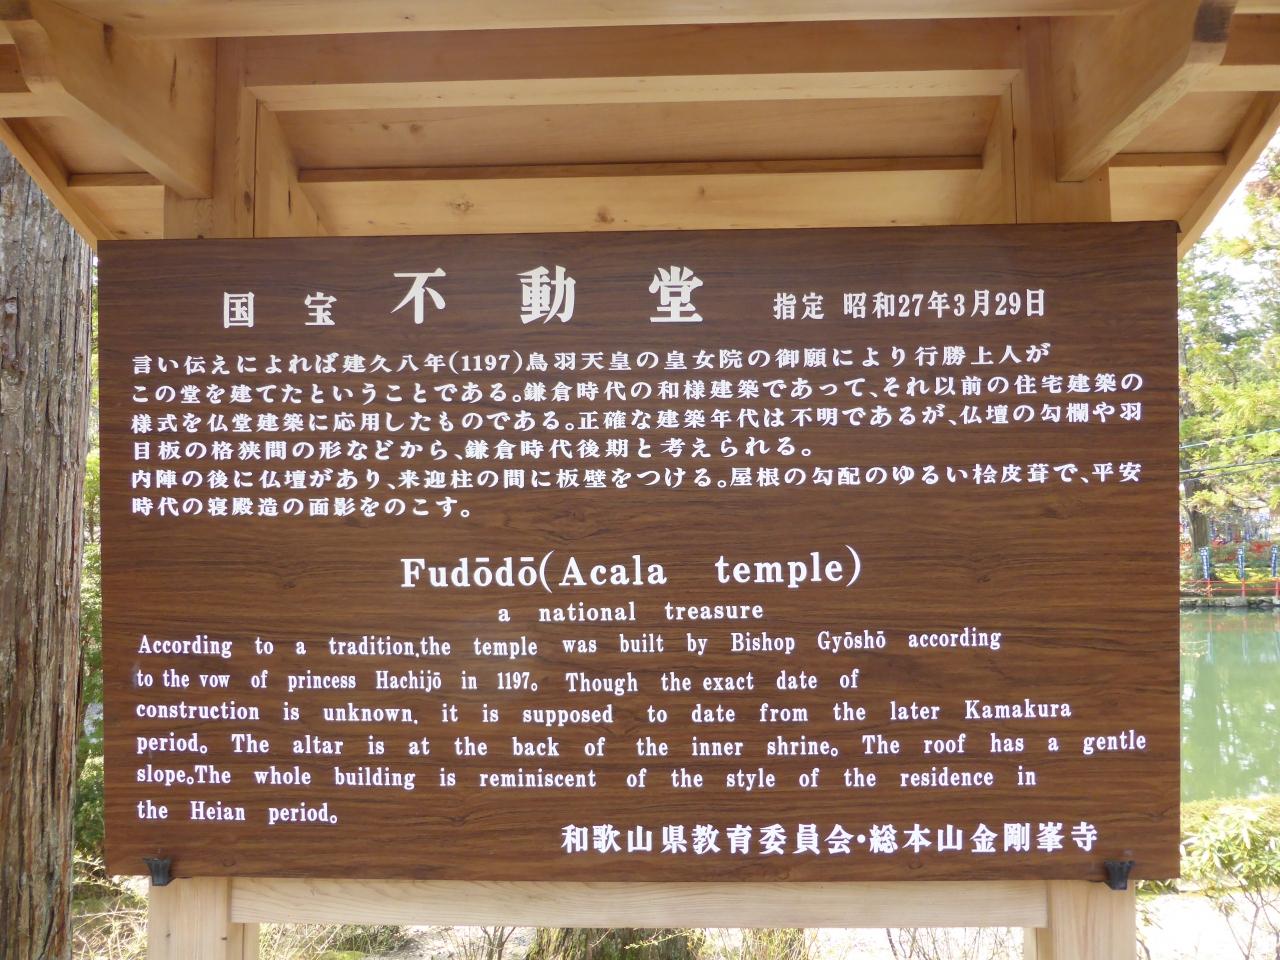 国宝 不動堂 指定 昭和27年3月29日
言い伝えによれば建久八年(1197)鳥羽天皇の皇女院の御願により行勝上人が
この堂を建てたということである。鎌倉時代の和様建築であって、それ以前の住宅建築の
様式を仏堂建築に応用したものである。正確な建築年代は不明であるが、仏壇の勾欄や羽
目板の格狭間の形などから、鎌倉時代後期と考えられる。
内陣の後に仏壇があり、来迎柱の間に板壁をつける。屋根の勾配のゆるい桧皮葺で、平安
時代の寝殿造の面影をのこす。
Fudōdō(Acala temple)
a national treasure
According to a tradition,the temple was built by Bishop Gyōshō according
to the vow of princess Hachijō in 1197。 Though the exact date of
construction is unknown, it is supposed to date from the later Kamakura
period。 The altar is at the back of the inner shrine。 The roof has a gentle
slope。The whole building is reminiscent of the style of the residence in
the Heian period。
和歌山県教育委員会・総本山金剛峯寺